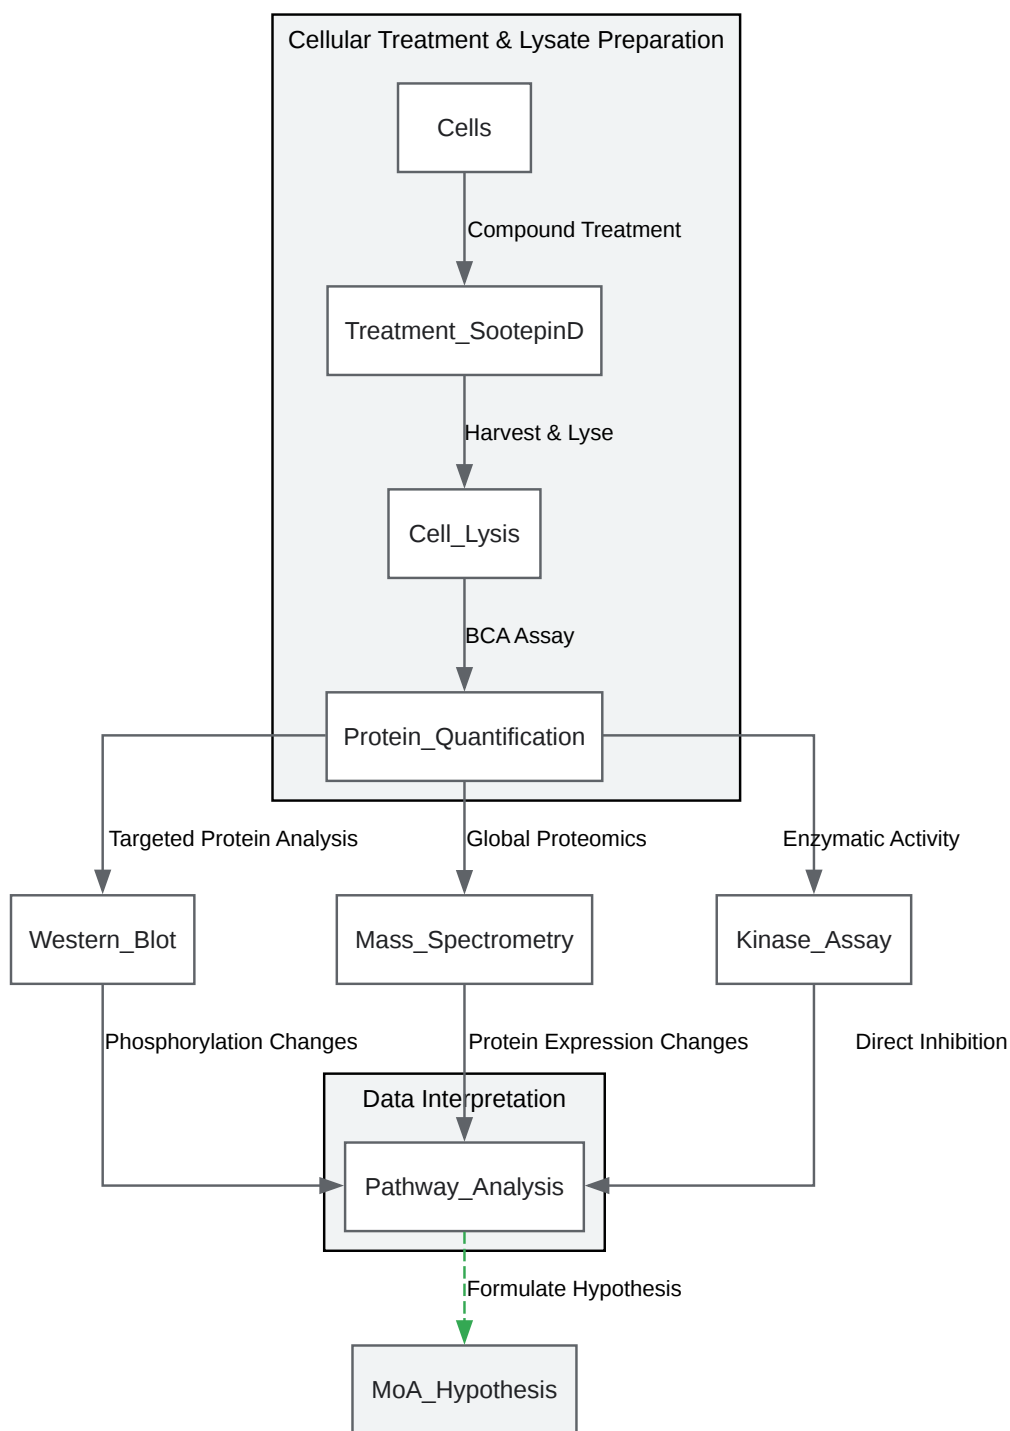 Cellular Treatment & Lysate Preparation
Cells
Compound Treatment
Treatment_SootepinD
Harvest & Lyse
Cell_Lysis
BCA Assay
Protein_Quantification
Targeted Protein Analysis
Global Proteomics
Enzymatic Activity
Western_Blot
Mass_Spectrometry
Kinase_Assay
Phosphorylation Changes
Protein Expression Changes
Direct Inhibition
Data Interpretation
Pathway_Analysis
Formulate Hypothesis
MoA_Hypothesis